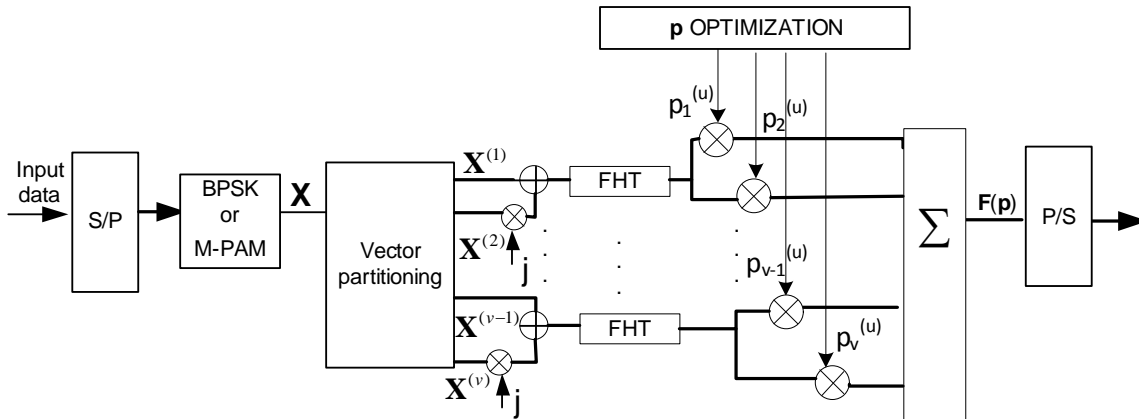 p OPTIMIZATION
p₁⁽ᵘ⁾
p₂⁽ᵘ⁾
Input
data
S/P
BPSK
or
M-PAM
X
Vector
partitioning
X⁽¹⁾
X⁽²⁾
j
FHT
X⁽ᵛ⁻¹⁾
X⁽ᵛ⁾
j
FHT
pᵥ₋₁⁽ᵘ⁾
pᵥ⁽ᵘ⁾
∑
F(p)
P/S